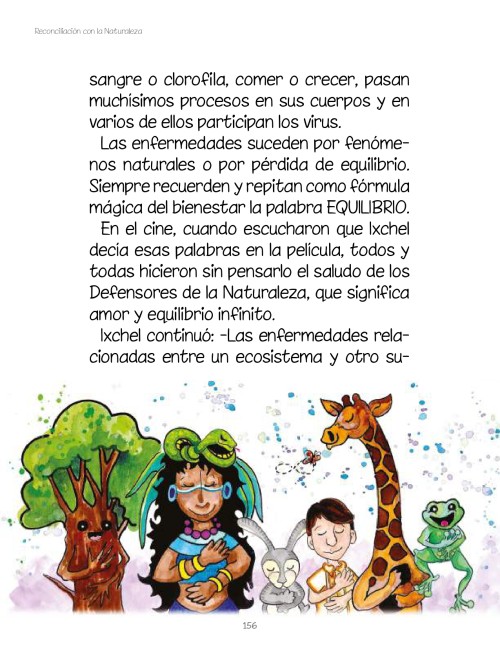 Reconciliación con la Naturaleza
sangre o clorofila, comer o crecer, pasan
muchísimos procesos en sus cuerpos y en
varios de ellos participan los virus.
Las enfermedades suceden por fenóme-
nos naturales o por pérdida de equilibrio.
Siempre recuerden y repitan como fórmula
mágica del bienestar la palabra EQUILIBRIO.
En el cine, cuando escucharon que Ixchel
decía esas palabras en la película, todos y
todas hicieron sin pensarlo el saludo de los
Defensores de la Naturaleza, que significa
amor y equilibrio infinito.
Ixchel continuó: -Las enfermedades rela-
cionadas entre un ecosistema y otro su-
156